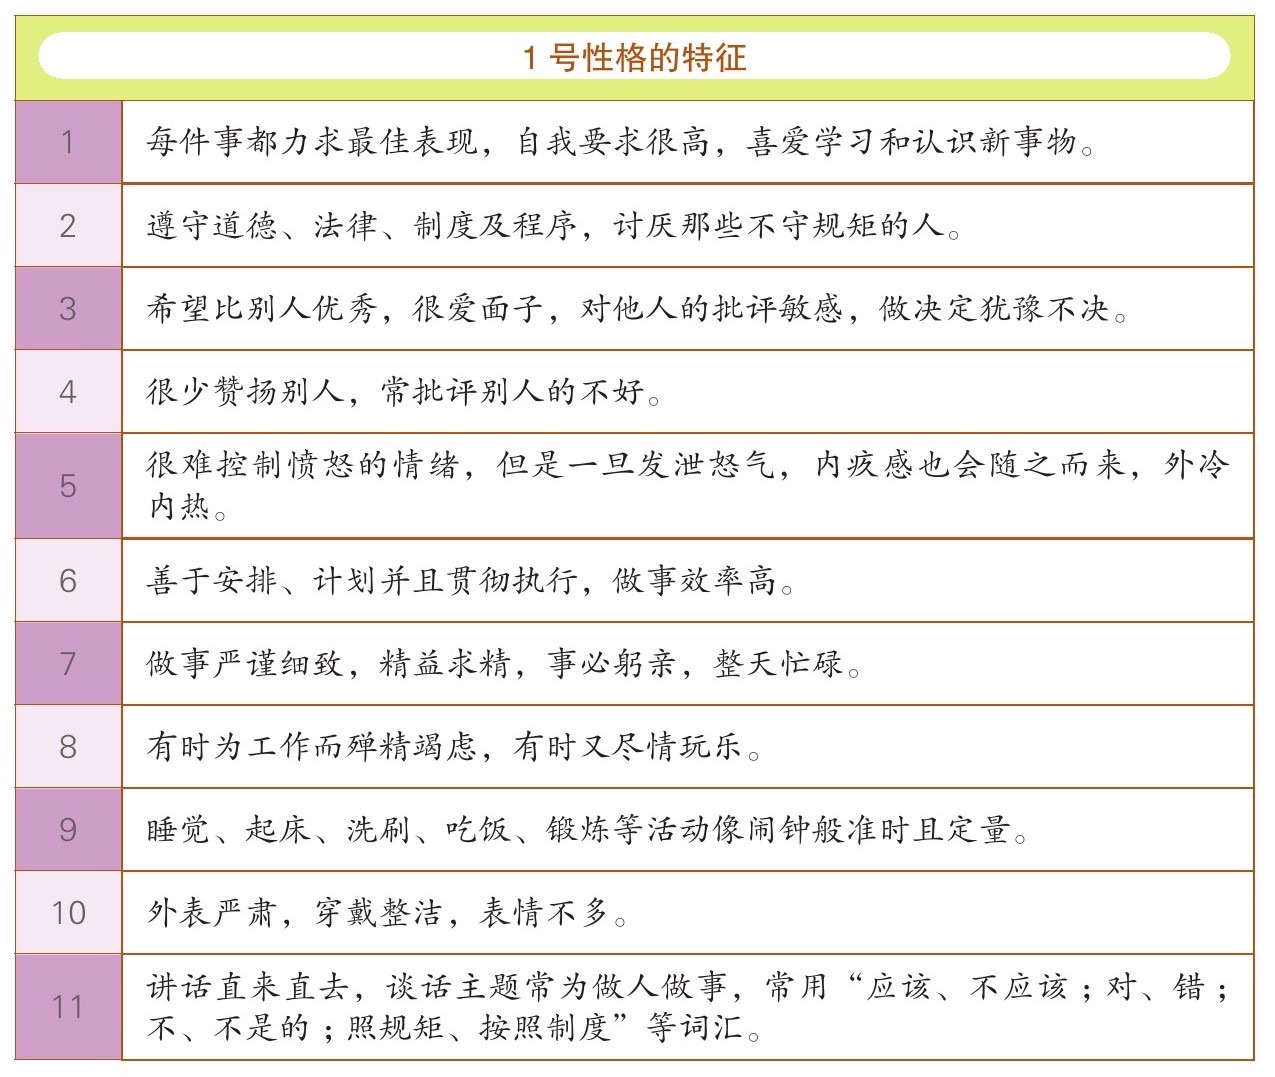 1 号性格的特征
1 每件事都力求最佳表现，自我要求很高，喜爱学习和认识新事物。
2 遵守道德、法律、制度及程序，讨厌那些不守规矩的人。
3 希望比别人优秀，很爱面子，对他人的批评敏感，做决定犹豫不决。
4 很少赞扬别人，常批评别人的不好。
5 很难控制愤怒的情绪，但是一旦发泄怒气，内疚感也会随之而来，外冷
内热。
6 善于安排、计划并且贯彻执行，做事效率高。
7 做事严谨细致，精益求精，事必躬亲，整天忙碌。
8 有时为工作而殚精竭虑，有时又尽情玩乐。
9 睡觉、起床、洗刷、吃饭、锻炼等活动像闹钟般准时且定量。
10 外表严肃，穿戴整洁，表情不多。
11 讲话直来直去，谈话主题常为做人做事，常用“应该、不应该；对、错；
不、不是的；照规矩、按照制度”等词汇。